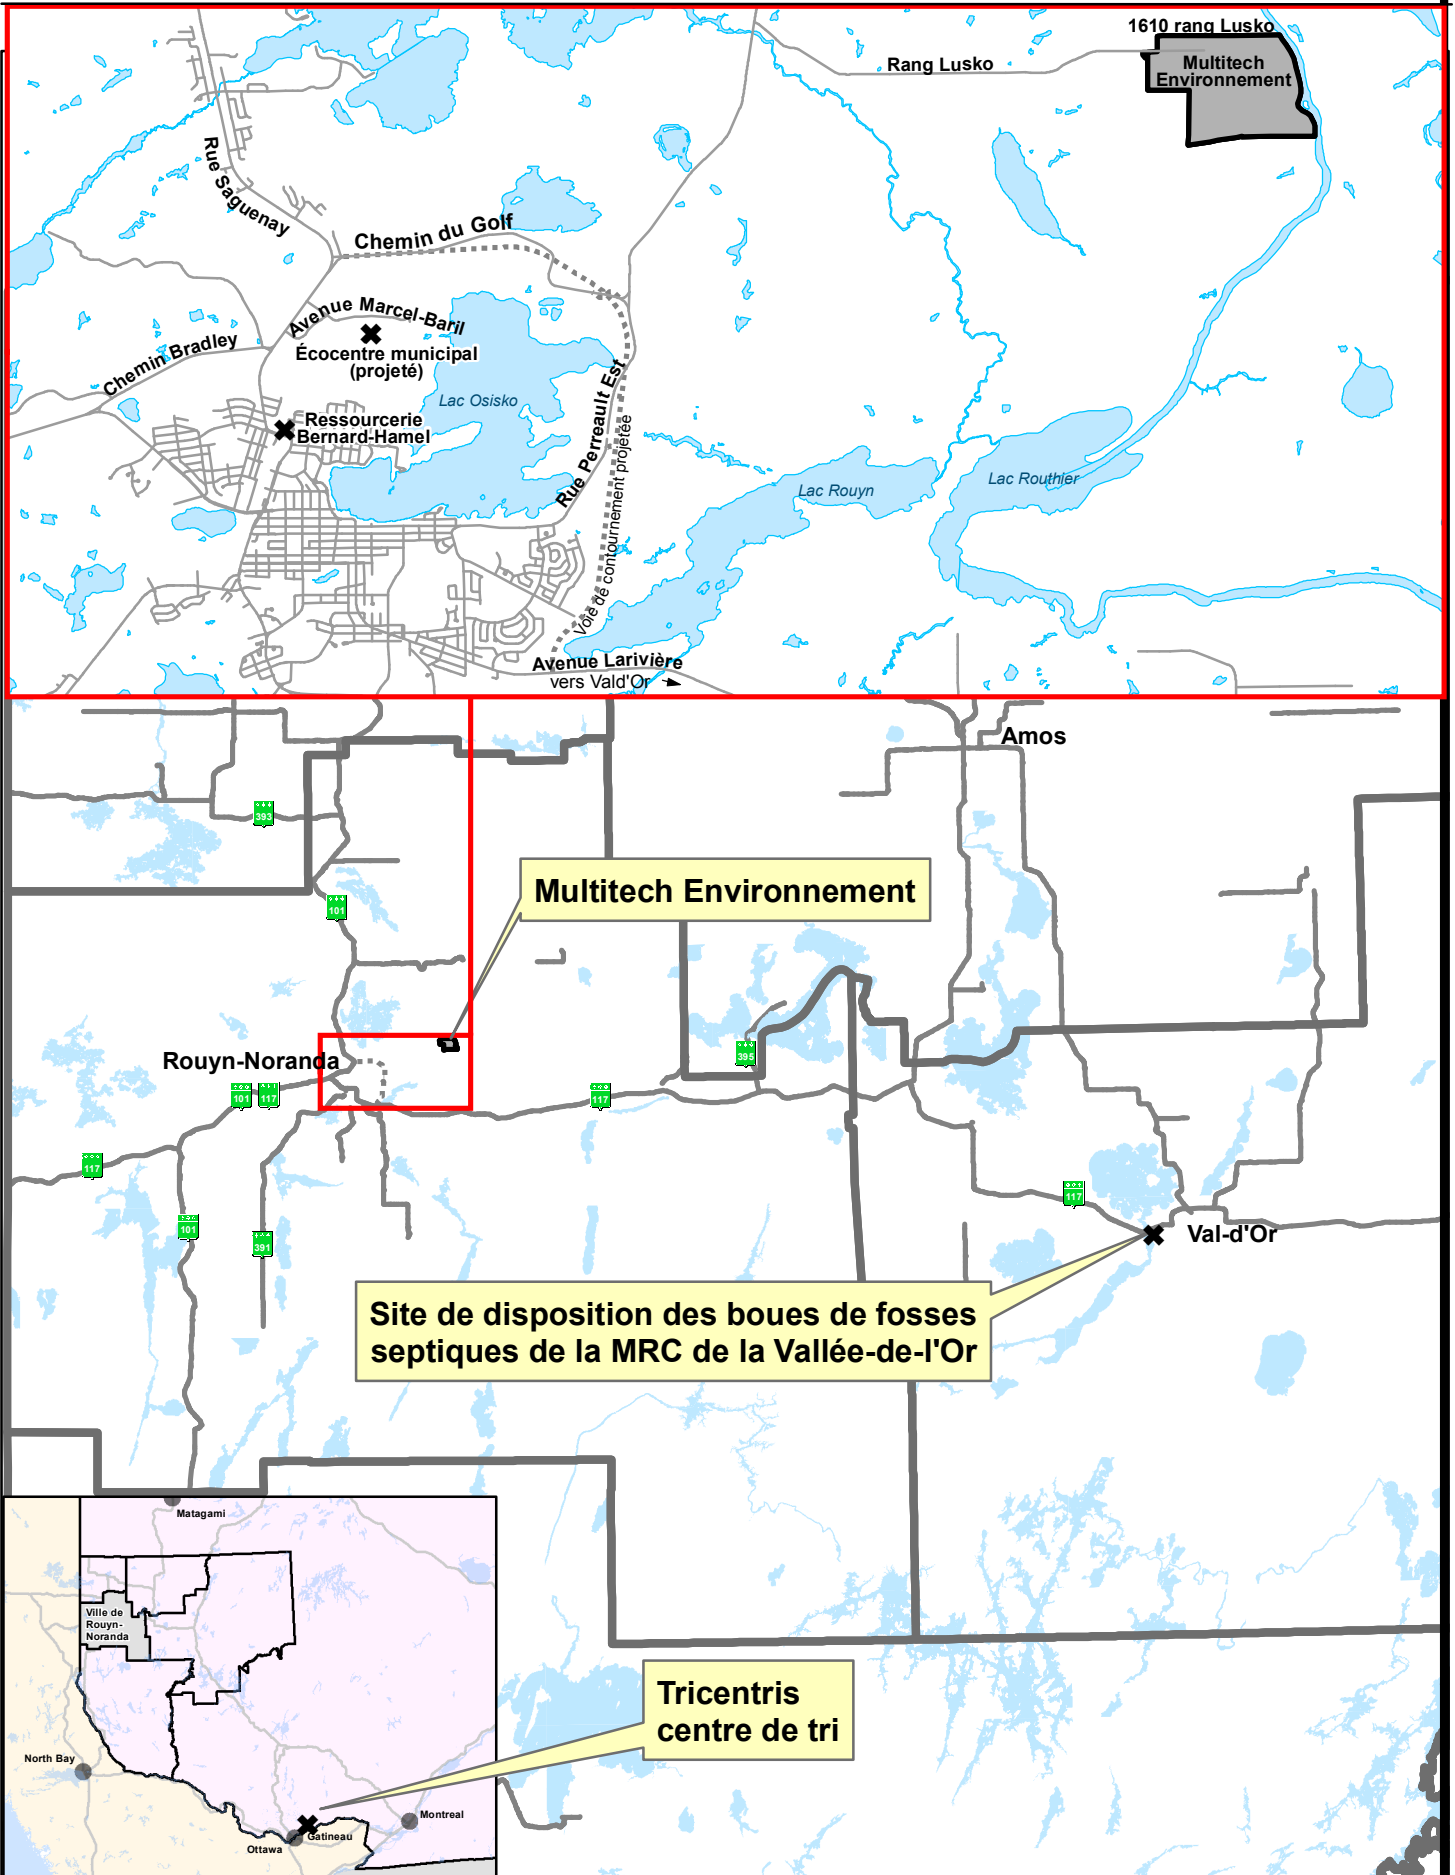 1610 rang Lusko
Rang Lusko
Multitech
Environnement
Rue Saguenay
Chemin du Golf
Avenue Marcel-Baril
Écocentre municipal
(projeté)
Chemin Bradley
Lac Osisko
Ressourcerie
Bernard-Hamel
Rue Perreault Est
Voie de contournement projetée
Lac Rouyn
Lac Routhier
Avenue Larivière
vers Vald'Or
Amos
393
Multitech Environnement
101
395
Rouyn-Noranda
101
117
117
117
117
101
391
Val-d'Or
Site de disposition des boues de fosses
septiques de la MRC de la Vallée-de-l'Or
Matagami
Ville de
Rouyn-
Noranda
Tricentris
centre de tri
North Bay
Montreal
Gatineau
Ottawa